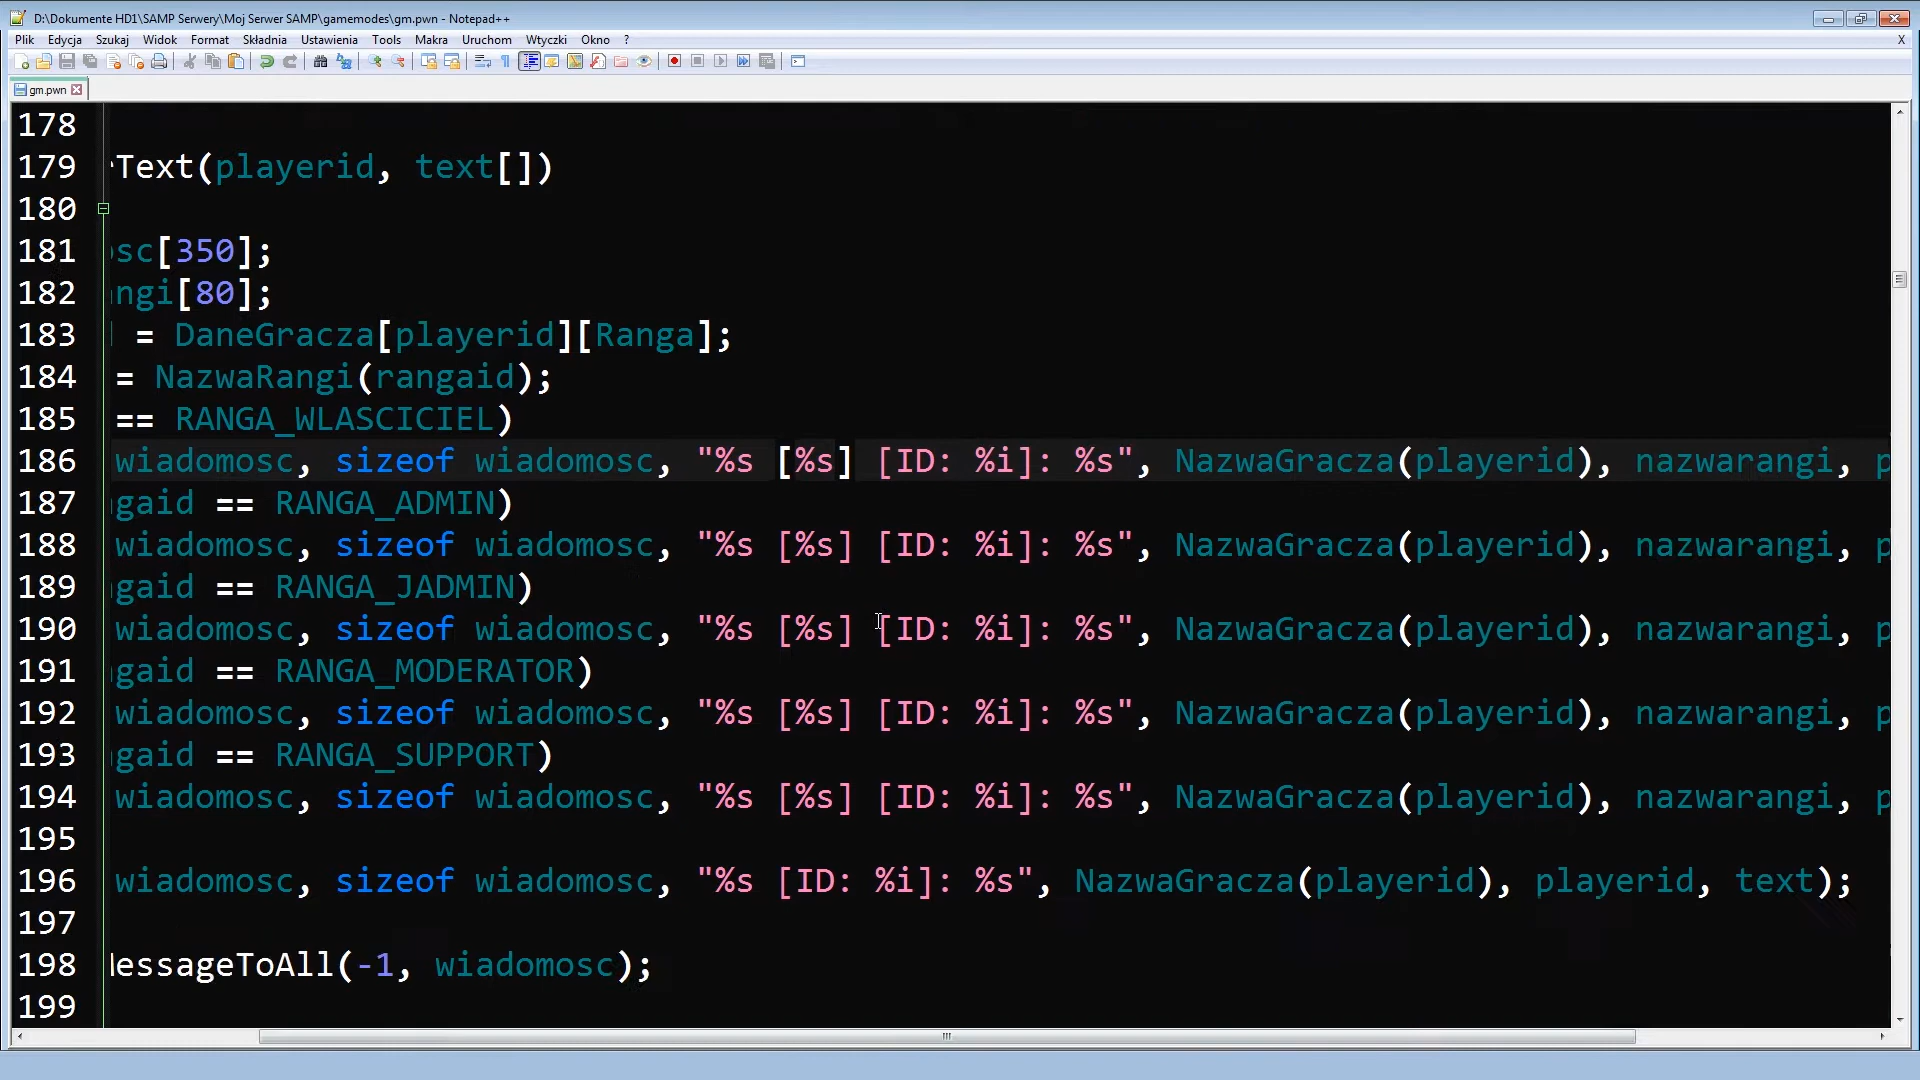 D:\Dokumente HD1\SAMP Serwery\Moj Serwer SAMP\gamemodes\gm.pwn - Notepad++
Plik Edycja Szukaj Widok Format Składnia Ustawienia Tools Makra Uruchom Wtyczki Okno ? X
gm.pwn
178
179 rText(playerid, text[])
180
181 osc[350];
182 angi[80];
183 = DaneGracza[playerid][Ranga];
184 = NazwaRangi(rangaid);
185 == RANGA_WLASCICIEL)
186 wiadomosc, sizeof wiadomosc, "%s [%s] [ID: %i]: %s", NazwaGracza(playerid), nazwarangi, p
187 gaid == RANGA_ADMIN)
188 wiadomosc, sizeof wiadomosc, "%s [%s] [ID: %i]: %s", NazwaGracza(playerid), nazwarangi, p
189 gaid == RANGA_JADMIN)
190 wiadomosc, sizeof wiadomosc, "%s [%s] [ID: %i]: %s", NazwaGracza(playerid), nazwarangi, p
191 gaid == RANGA_MODERATOR)
192 wiadomosc, sizeof wiadomosc, "%s [%s] [ID: %i]: %s", NazwaGracza(playerid), nazwarangi, p
193 gaid == RANGA_SUPPORT)
194 wiadomosc, sizeof wiadomosc, "%s [%s] [ID: %i]: %s", NazwaGracza(playerid), nazwarangi, p
195
196 wiadomosc, sizeof wiadomosc, "%s [ID: %i]: %s", NazwaGracza(playerid), playerid, text);
197
198 MessageToAll(-1, wiadomosc);
199